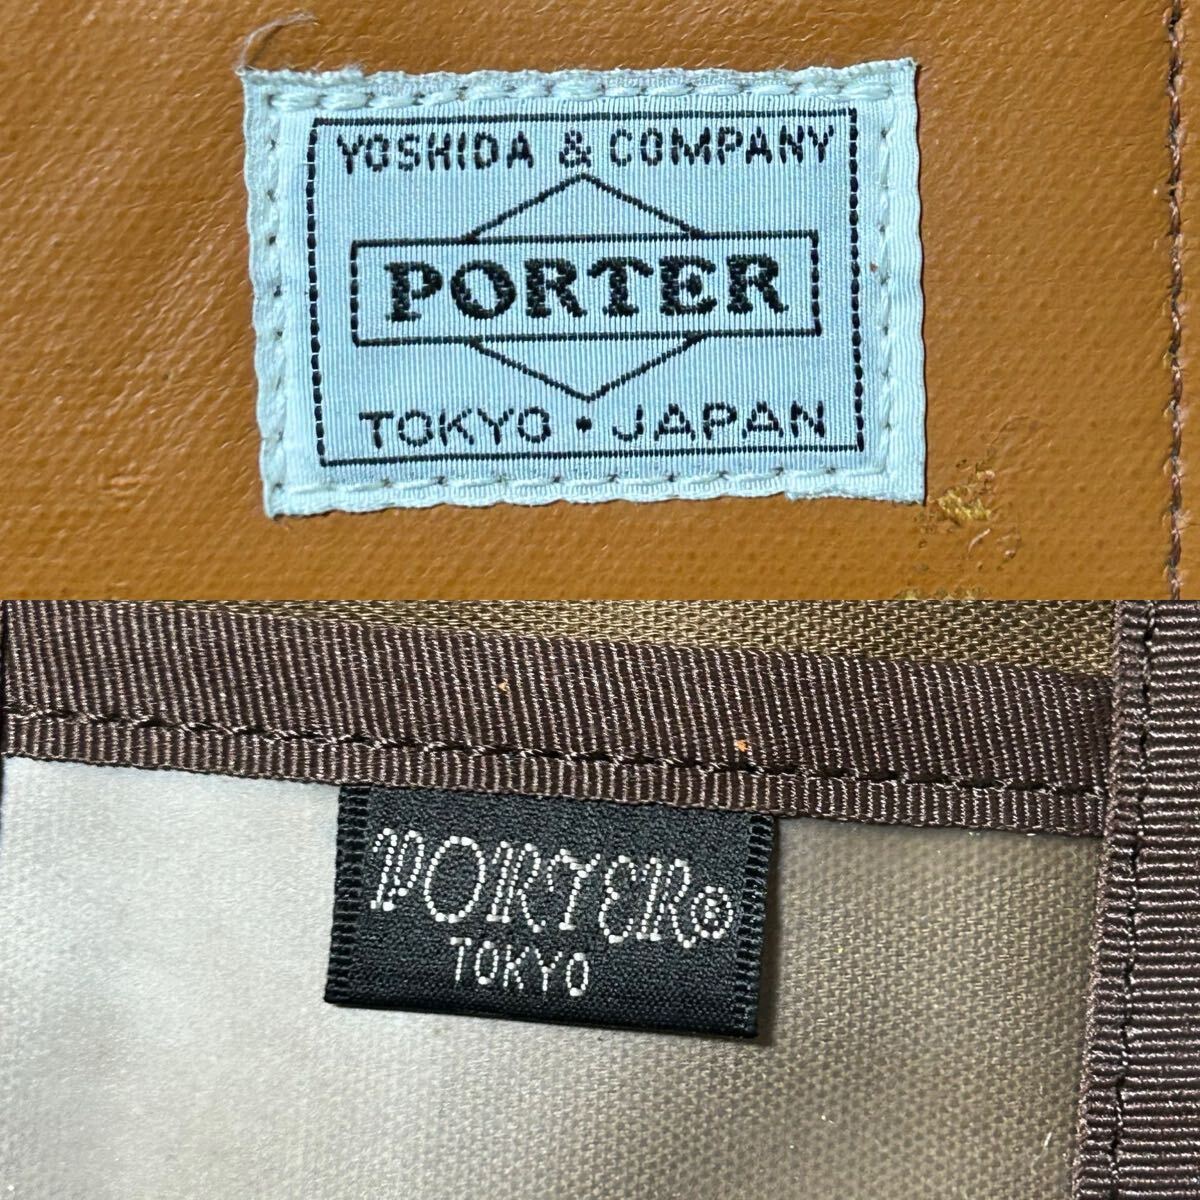 YOSHIDA & COMPANY
PORTER
TOKYO · JAPAN
PORTER®
TOKYO